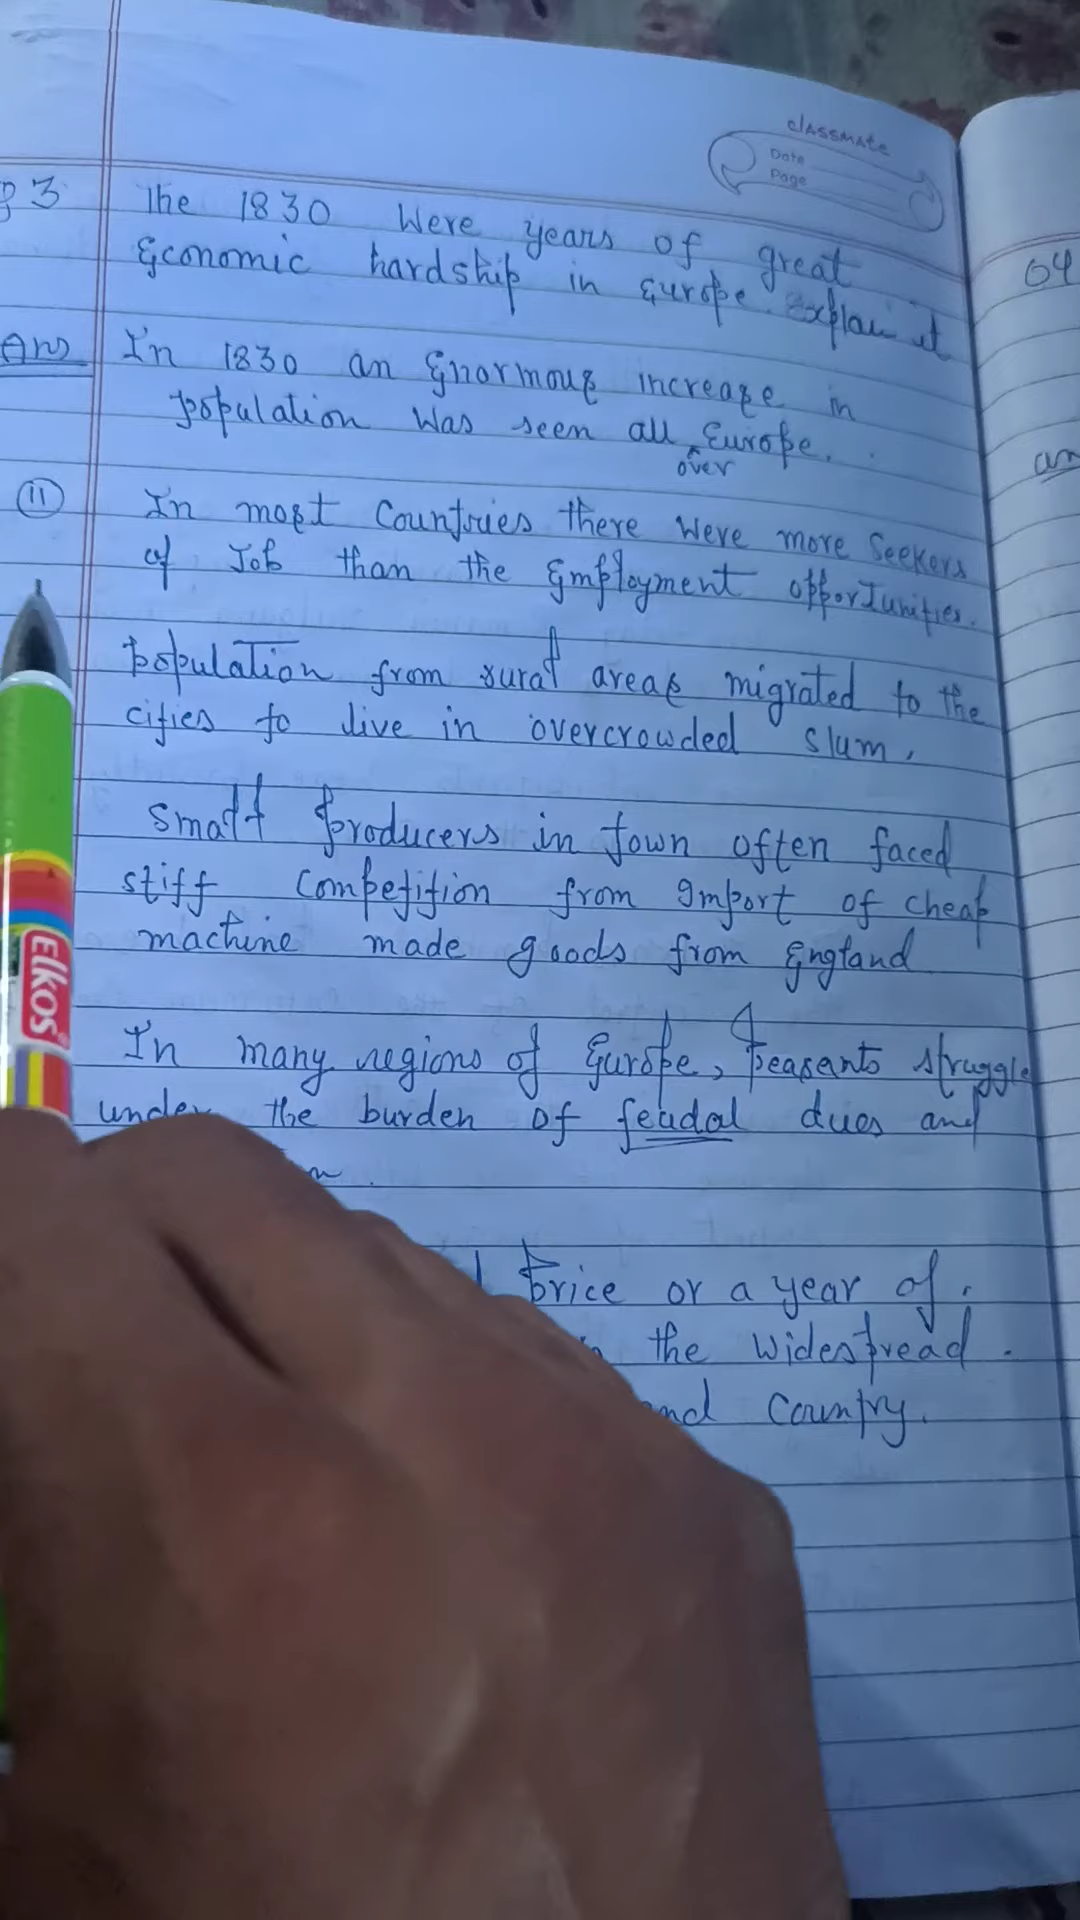 classmate
Date
Page
3 The 1830 Were years of great
Economic hardship in Europe. explain it
Ans In 1830 an Enormous increase in
population was seen all over Europe.
(ii) In most Countries there were more Seekers
of Job than the Employment opportunities.
population from rural areas migrated to the
cities to live in overcrowded slum.
Small producers in town often faced
stiff Competition from Import of cheap
machine made goods from England
In many regions of Europe, peasants struggle
under the burden of feudal dues and
price or a year of
the widespread
and country.
04
an
Elkos